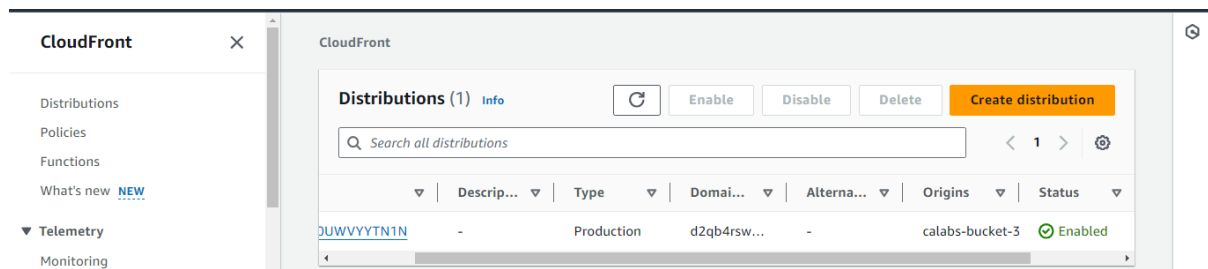 CloudFront
Distributions
Policies
Functions
What's new NEW
Telemetry
Monitoring
CloudFront
Distributions (1) Info Enable Disable Delete Create distribution
Search all distributions 1
Descrip... Type Domai... Alterna... Origins Status
UWVYYTN1N - Production d2qb4rsw... - calabs-bucket-3 Enabled